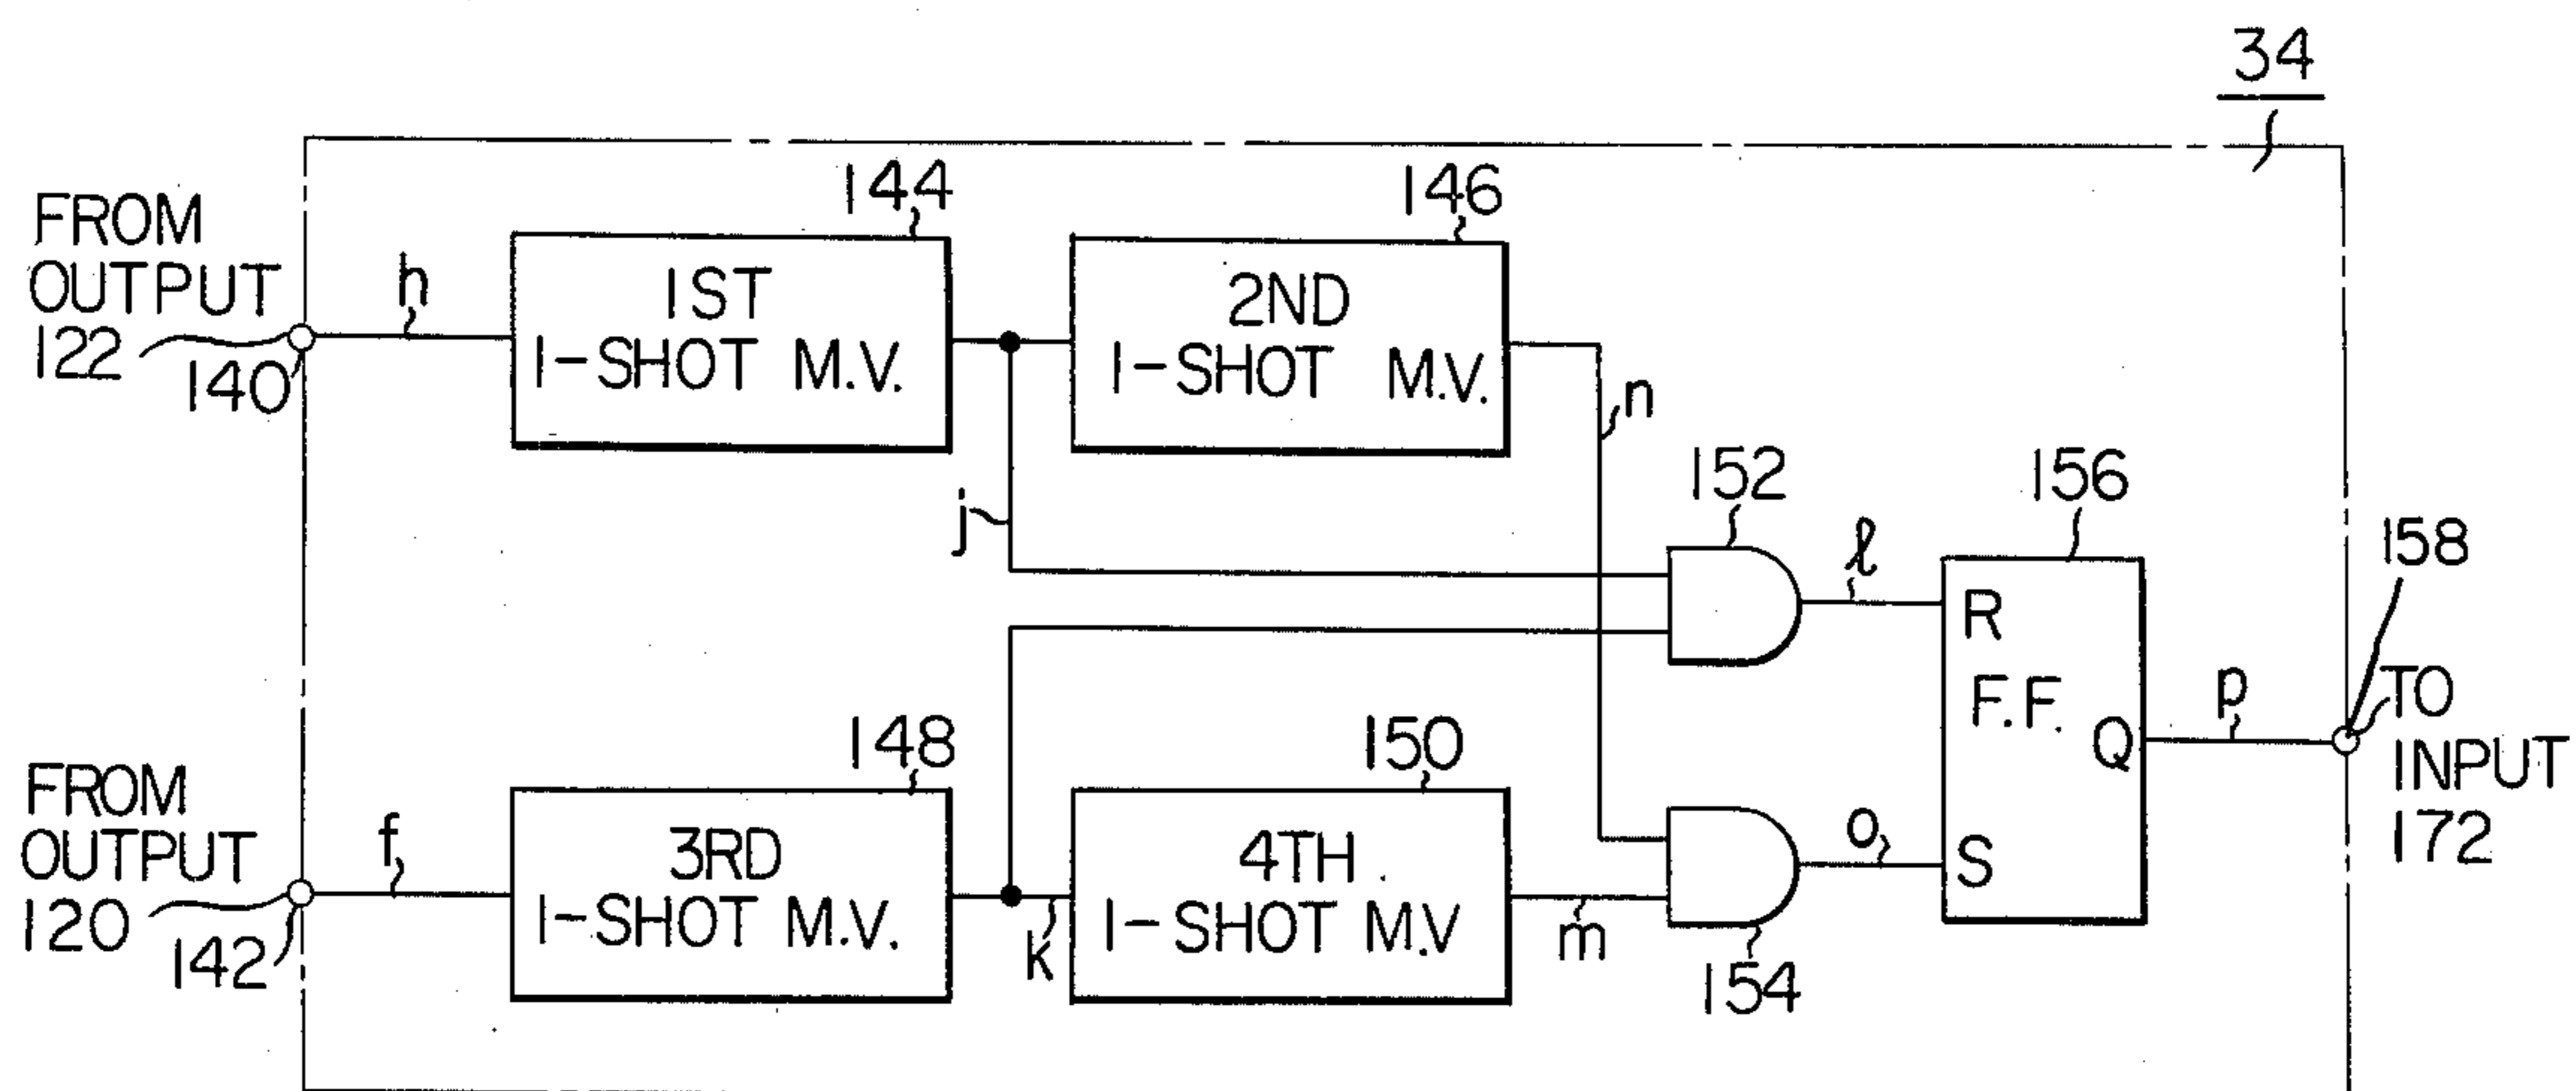 34
144
146
FROM
OUTPUT
122
140
h
1ST
1-SHOT M.V.
2ND
1-SHOT M.V.
n
j
152
156
ℓ
158
R
F.F.
Q
S
p
TO
INPUT
172
148
150
FROM
OUTPUT
120
142
f
3RD
1-SHOT M.V.
k
4TH
1-SHOT M.V
m
o
154